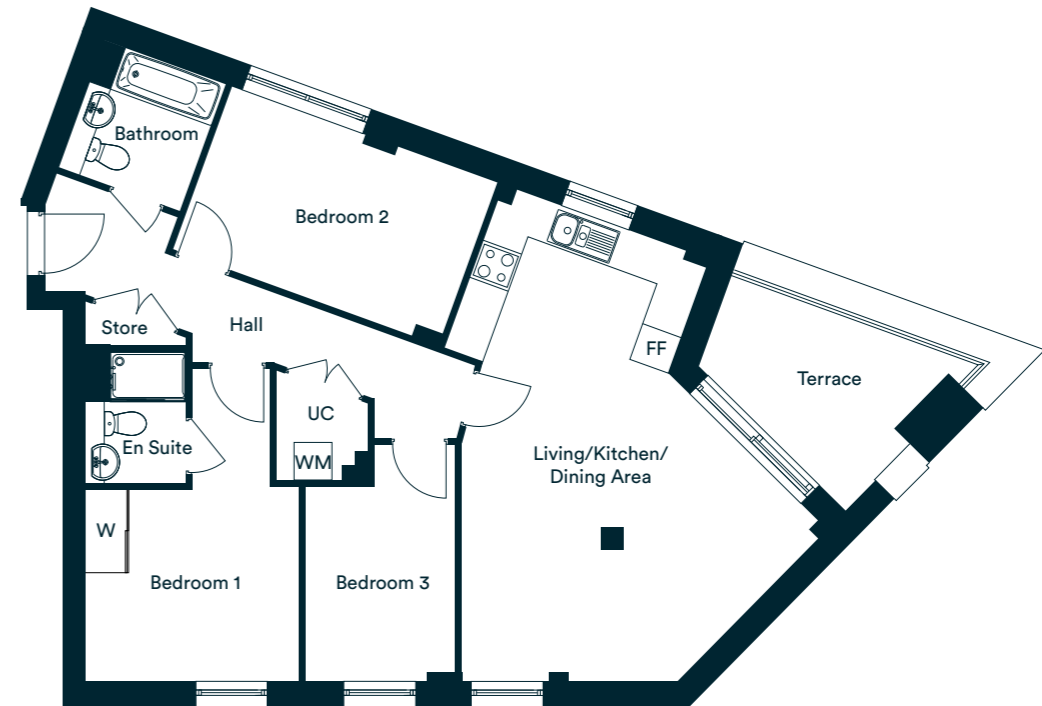 Bathroom
Bedroom 2
Store
Hall
FF
Terrace
UC
En Suite
WM
Living/Kitchen/
Dining Area
W
Bedroom 1
Bedroom 3